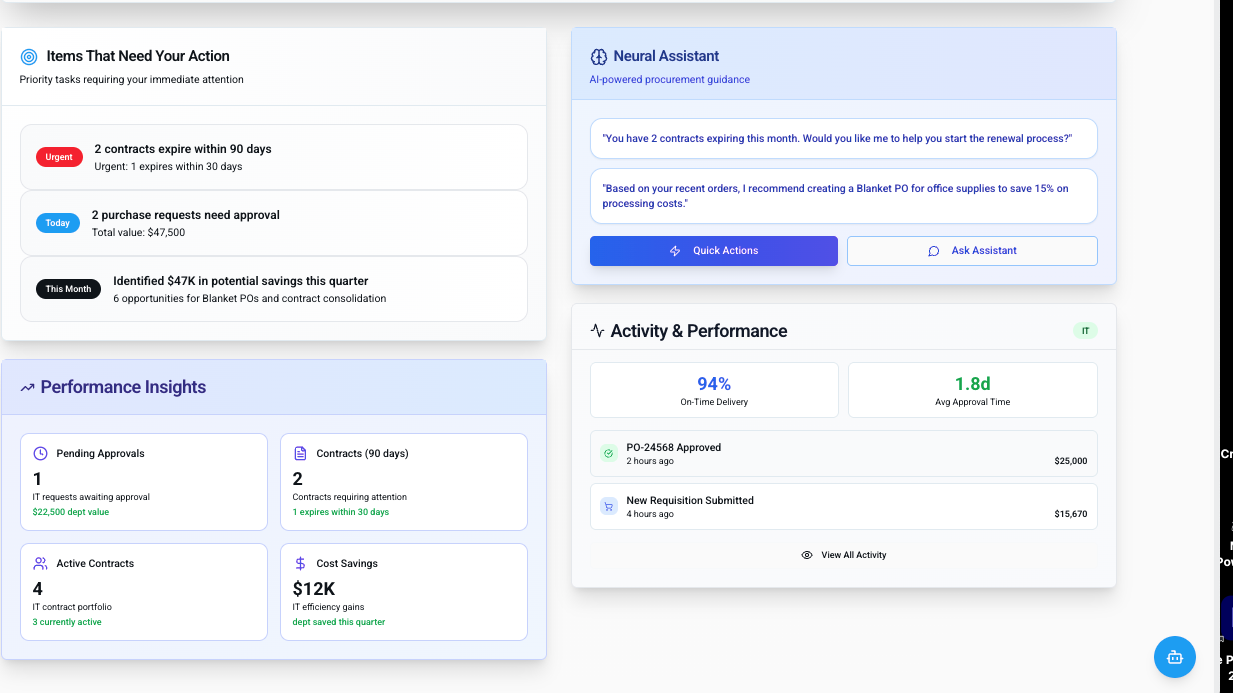 Items That Need Your Action
Priority tasks requiring your immediate attention
Urgent
2 contracts expire within 90 days
Urgent: 1 expires within 30 days
Today
2 purchase requests need approval
Total value: $47,500
This Month
Identified $47K in potential savings this quarter
6 opportunities for Blanket POs and contract consolidation
Performance Insights
Pending Approvals
1
IT requests awaiting approval
$22,500 dept value
Contracts (90 days)
2
Contracts requiring attention
1 expires within 30 days
Active Contracts
4
IT contract portfolio
3 currently active
Cost Savings
$12K
IT efficiency gains
dept saved this quarter
Neural Assistant
AI-powered procurement guidance
"You have 2 contracts expiring this month. Would you like me to help you start the renewal process?"
"Based on your recent orders, I recommend creating a Blanket PO for office supplies to save 15% on
processing costs."
Quick Actions
Ask Assistant
Activity & Performance
IT
94%
On-Time Delivery
1.8d
Avg Approval Time
PO-24568 Approved
2 hours ago
$25,000
New Requisition Submitted
4 hours ago
$15,670
View All Activity